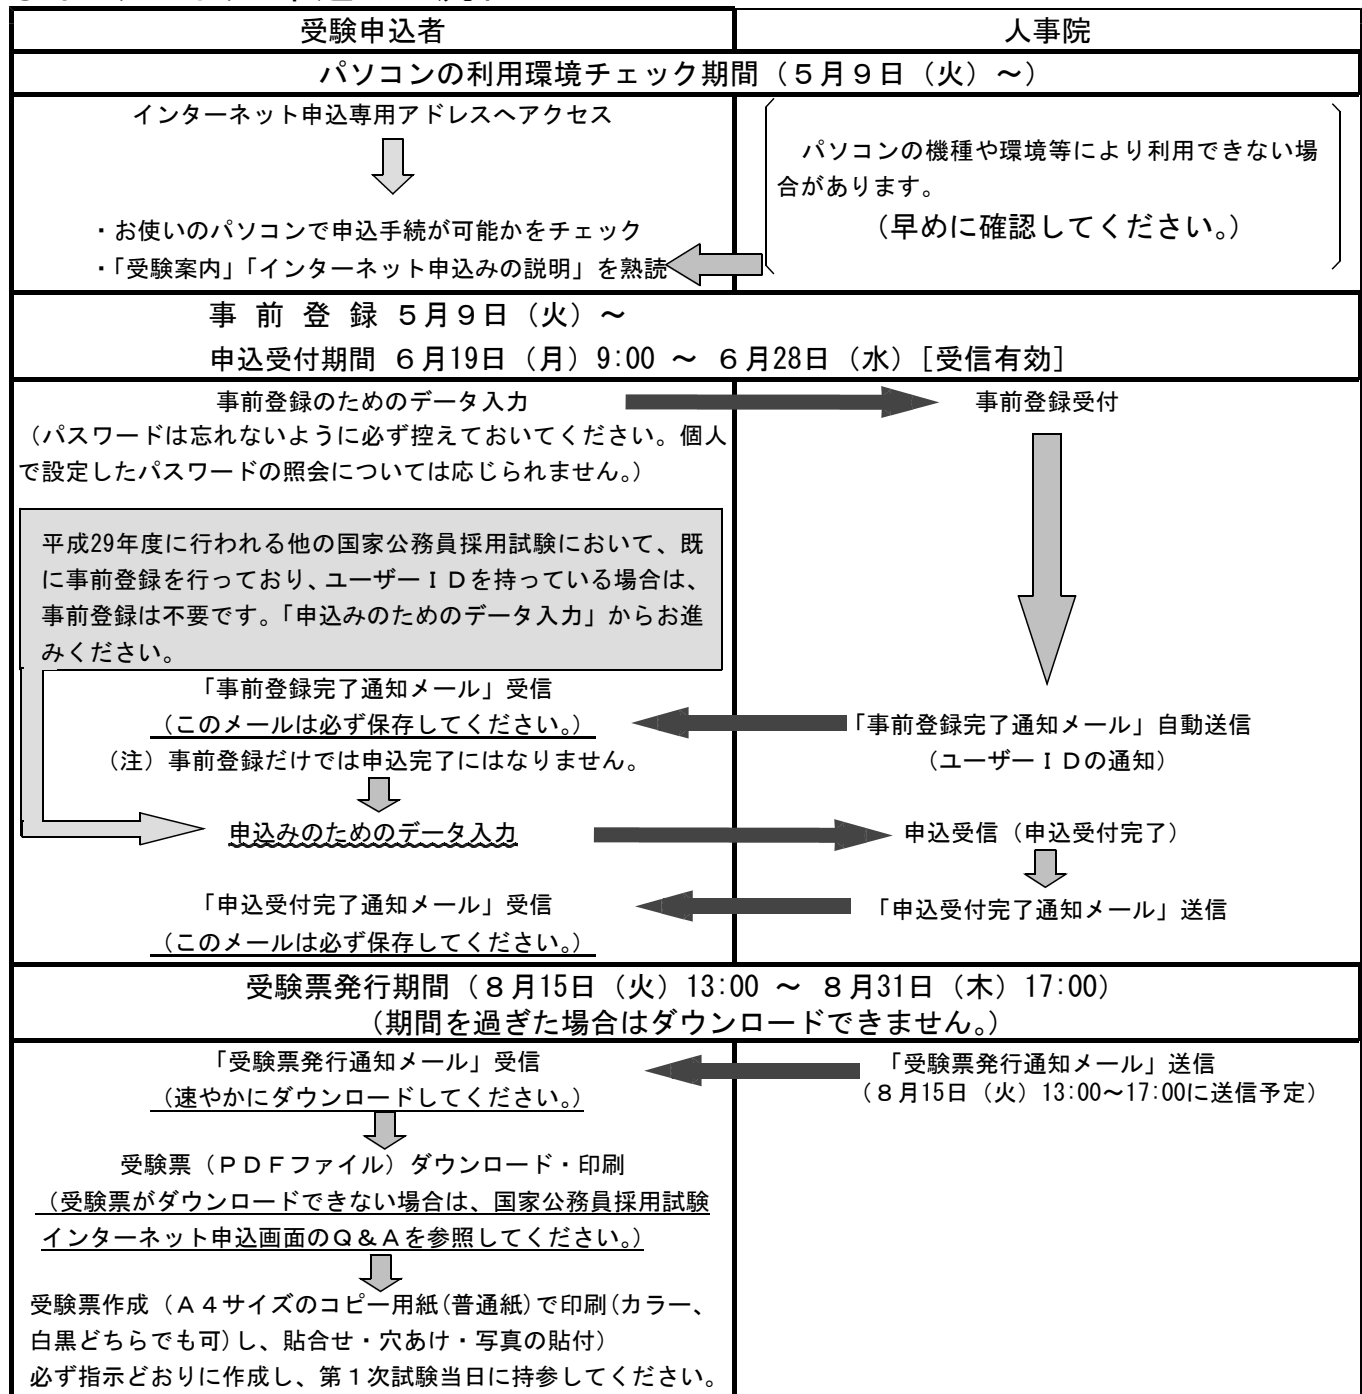 受験申込者
人事院
パソコンの利用環境チェック期間（５月９日（火）～）
インターネット申込専用アドレスへアクセス
・お使いのパソコンで申込手続が可能かをチェック
・「受験案内」「インターネット申込みの説明」を熟読
パソコンの機種や環境等により利用できない場
合があります。
（早めに確認してください。）
事 前 登 録 ５月９日（火）～
申込受付期間 ６月19日（月）9:00 ～ ６月28日（水）[受信有効]
事前登録のためのデータ入力
事前登録受付
（パスワードは忘れないように必ず控えておいてください。個人
で設定したパスワードの照会については応じられません。）
平成29年度に行われる他の国家公務員採用試験において、既
に事前登録を行っており、ユーザーＩＤを持っている場合は、
事前登録は不要です。「申込みのためのデータ入力」からお進
みください。
「事前登録完了通知メール」受信
（このメールは必ず保存してください。）
「事前登録完了通知メール」自動送信
（注）事前登録だけでは申込完了にはなりません。
（ユーザーＩＤの通知）
申込みのためのデータ入力
申込受信（申込受付完了）
「申込受付完了通知メール」受信
「申込受付完了通知メール」送信
（このメールは必ず保存してください。）
受験票発行期間（８月15日（火）13:00 ～ ８月31日（木）17:00）
（期間を過ぎた場合はダウンロードできません。）
「受験票発行通知メール」受信
「受験票発行通知メール」送信
（速やかにダウンロードしてください。）
（８月15日（火）13:00～17:00に送信予定）
受験票（ＰＤＦファイル）ダウンロード・印刷
（受験票がダウンロードできない場合は、国家公務員採用試験
インターネット申込画面のＱ＆Ａを参照してください。）
受験票作成（Ａ４サイズのコピー用紙(普通紙)で印刷(カラー、
白黒どちらでも可)し、貼合せ・穴あけ・写真の貼付）
必ず指示どおりに作成し、第１次試験当日に持参してください。